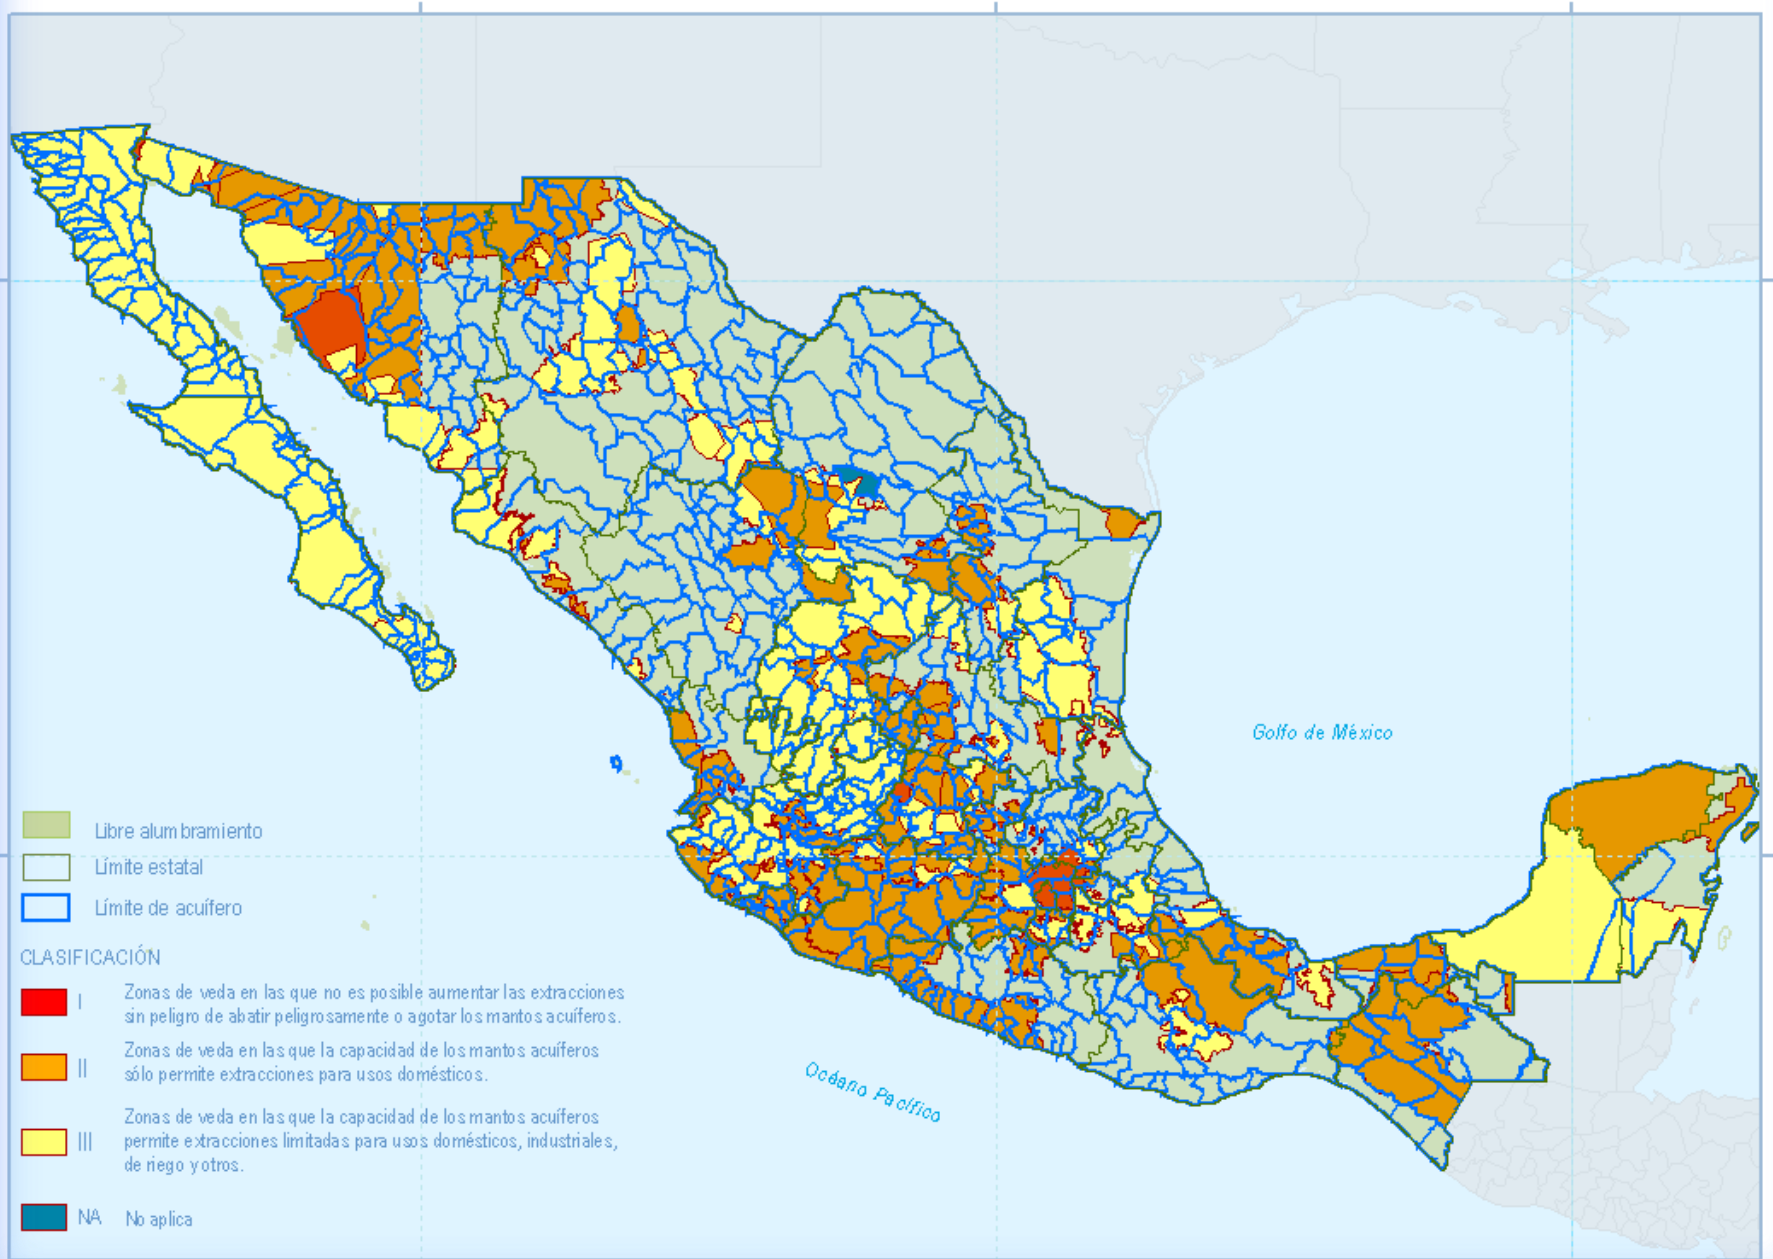 Golfo de México
Océano Pacífico
Libre alumbramiento
Límite estatal
Límite de acuífero
CLASIFICACIÓN
I Zonas de veda en las que no es posible aumentar las extracciones
sin peligro de abatir peligrosamente o agotar los mantos acuíferos.
II Zonas de veda en las que la capacidad de los mantos acuíferos
sólo permite extracciones para usos domésticos.
III Zonas de veda en las que la capacidad de los mantos acuíferos
permite extracciones limitadas para usos domésticos, industriales,
de riego y otros.
NA No aplica